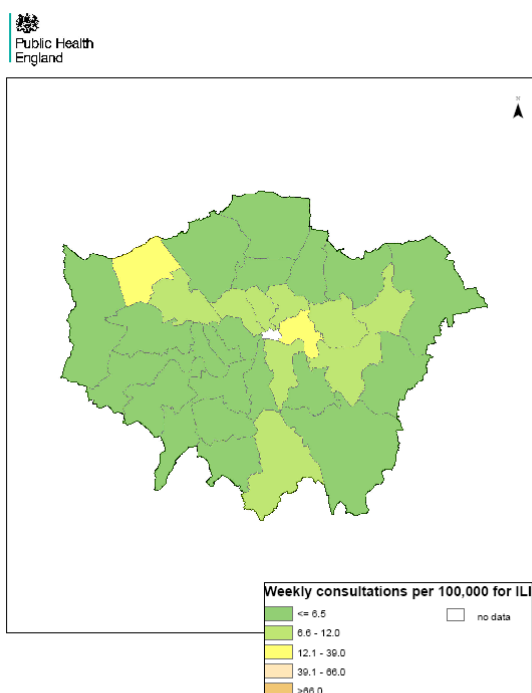 Public Health
England
N
Weekly consultations per 100,000 for ILI
<= 6.5
no data
6.6 - 12.0
12.1 - 39.0
39.1 - 66.0
>66.0